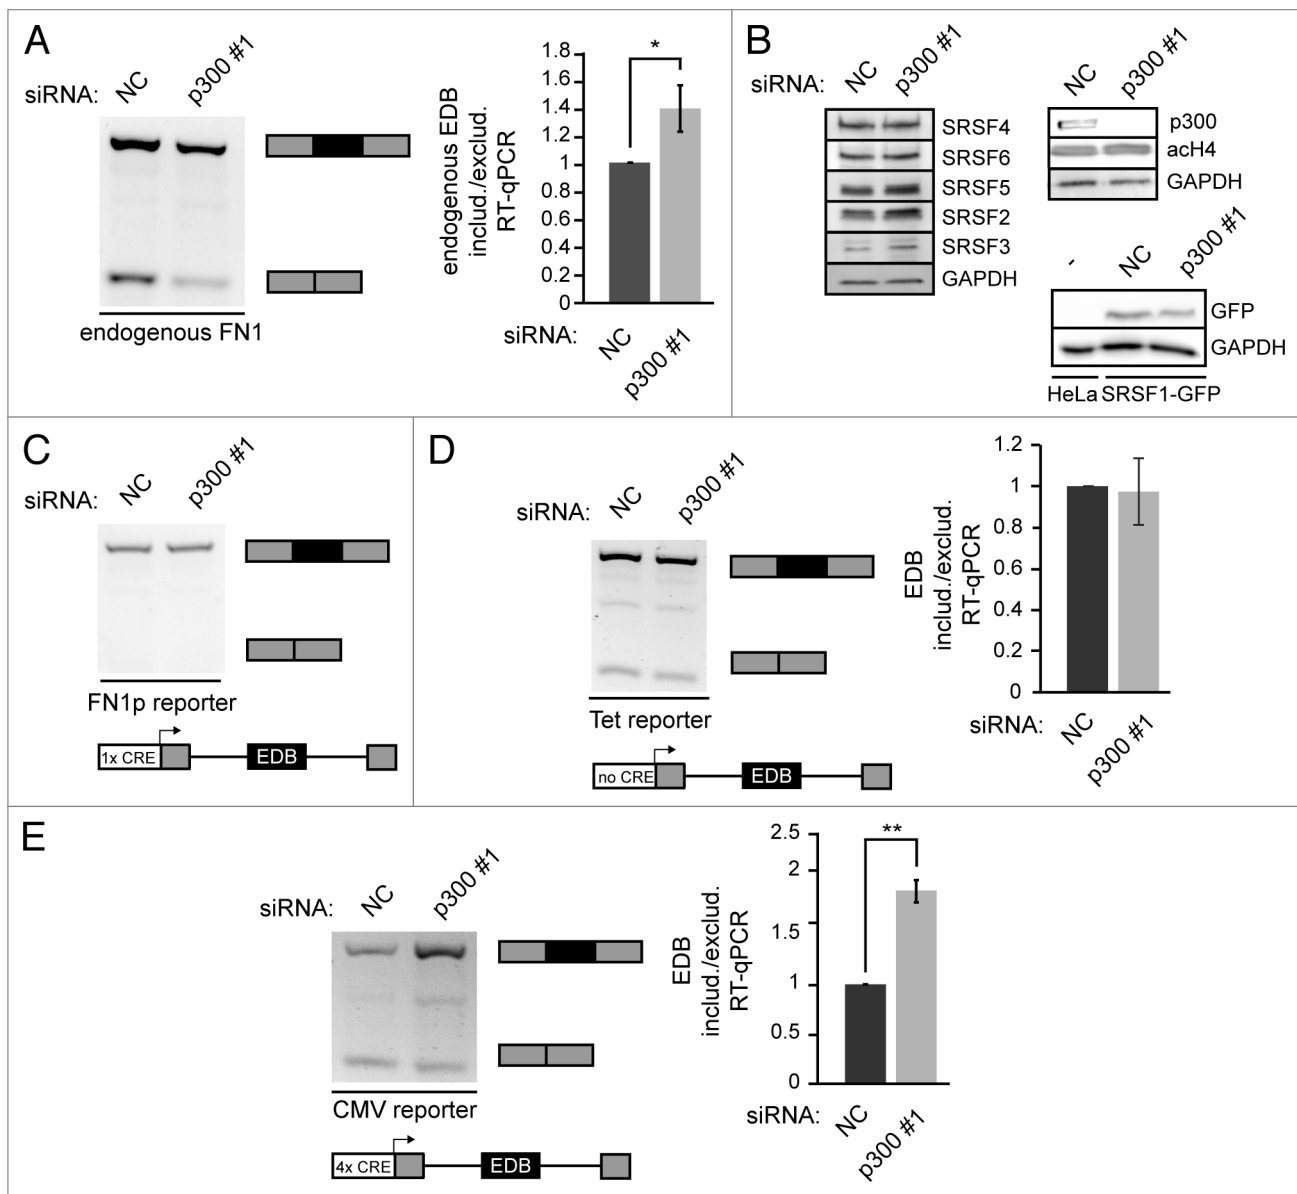 A
siRNA:
NC
p300 #1
endogenous FN1
endogenous EDB
includ./exclud.
RT-qPCR
1.8
1.6
1.4
1.2
1
0.8
0.6
0.4
0.2
0
*
siRNA:
NC
p300 #1
B
siRNA:
NC
p300 #1
SRSF4
SRSF6
SRSF5
SRSF2
SRSF3
GAPDH
NC
p300 #1
p300
acH4
GAPDH
-
NC
p300 #1
GFP
GAPDH
HeLa SRSF1-GFP
C
siRNA:
NC
p300 #1
FN1p reporter
1x CRE
EDB
D
siRNA:
NC
p300 #1
Tet reporter
no CRE
EDB
EDB
includ./exclud.
RT-qPCR
1.2
1
0.8
0.6
0.4
0.2
0
siRNA:
NC
p300 #1
E
siRNA:
NC
p300 #1
CMV reporter
4x CRE
EDB
EDB
includ./exclud.
RT-qPCR
2.5
2
1.5
1
0.5
0
**
siRNA:
NC
p300 #1